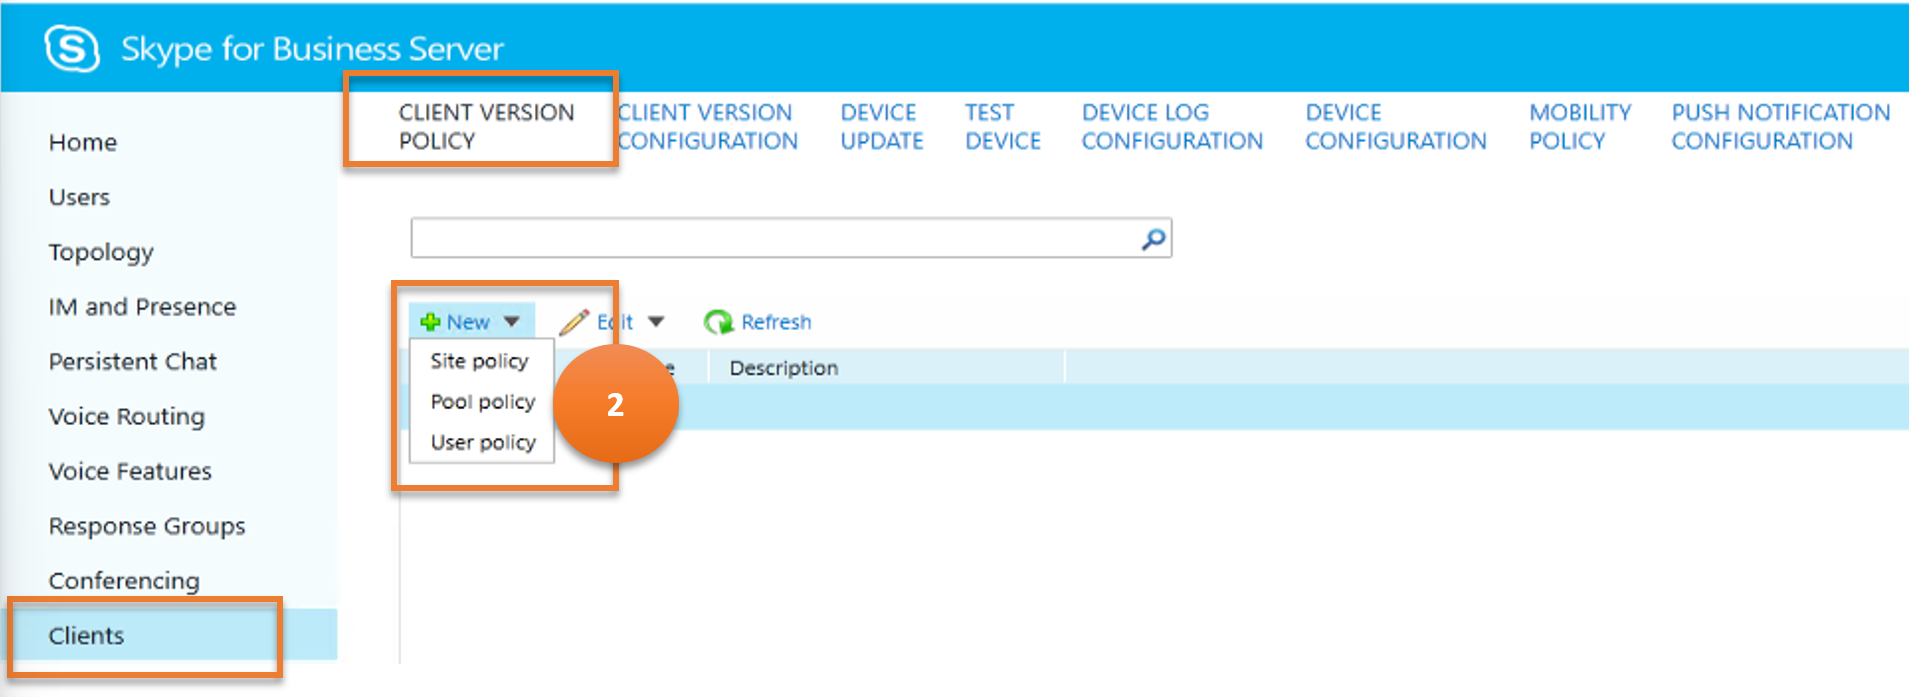 Skype for Business Server
CLIENT VERSION
POLICY
CLIENT VERSION
CONFIGURATION
DEVICE
UPDATE
TEST
DEVICE
DEVICE LOG
CONFIGURATION
DEVICE
CONFIGURATION
MOBILITY
POLICY
PUSH NOTIFICATION
CONFIGURATION
Home
Users
Topology
IM and Presence
Persistent Chat
Voice Routing
Voice Features
Response Groups
Conferencing
Clients
New
Edit
Refresh
Site policy
Pool policy
User policy
Description
2